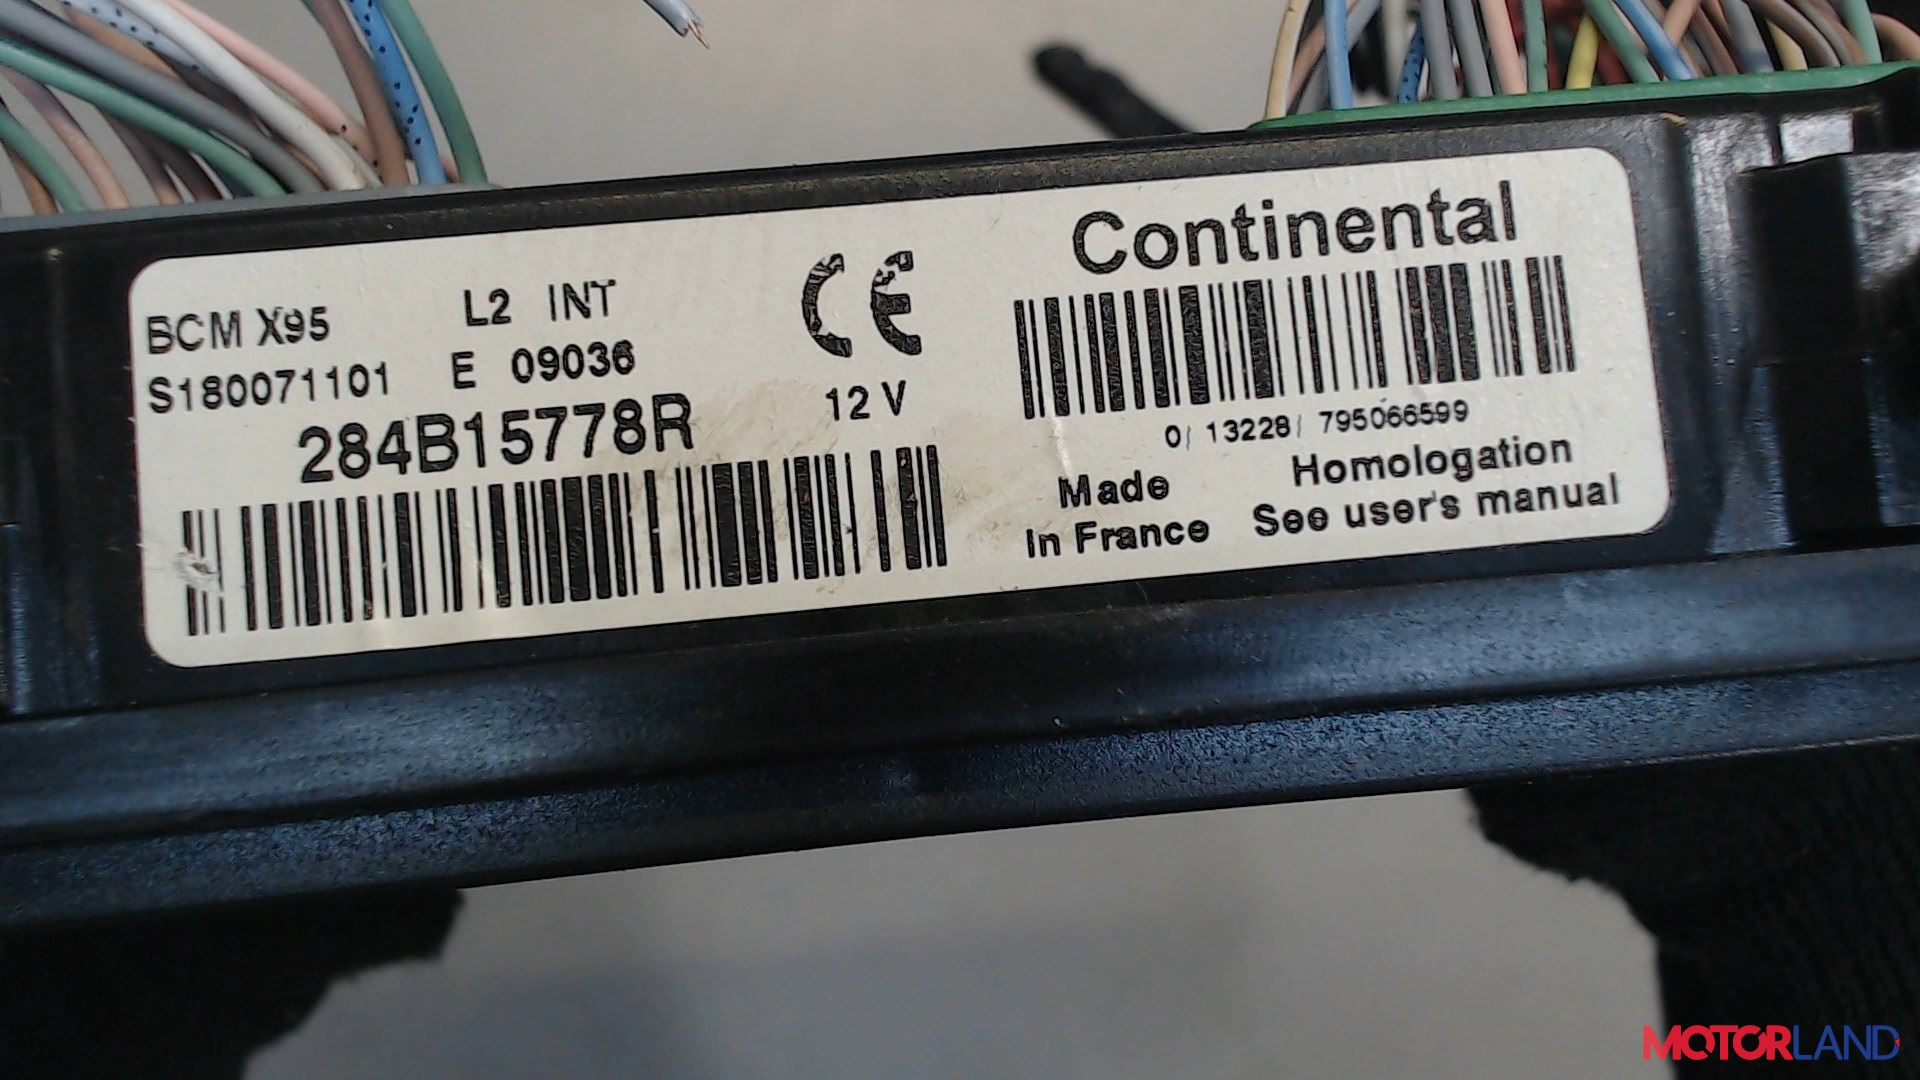 BCM X95 L2 INT
S180071101 E 09036
284B15778R
CE
12 V
Continental
0/ 13228/ 795066599
Made
in France
Homologation
See user's manual
MOTORLAND